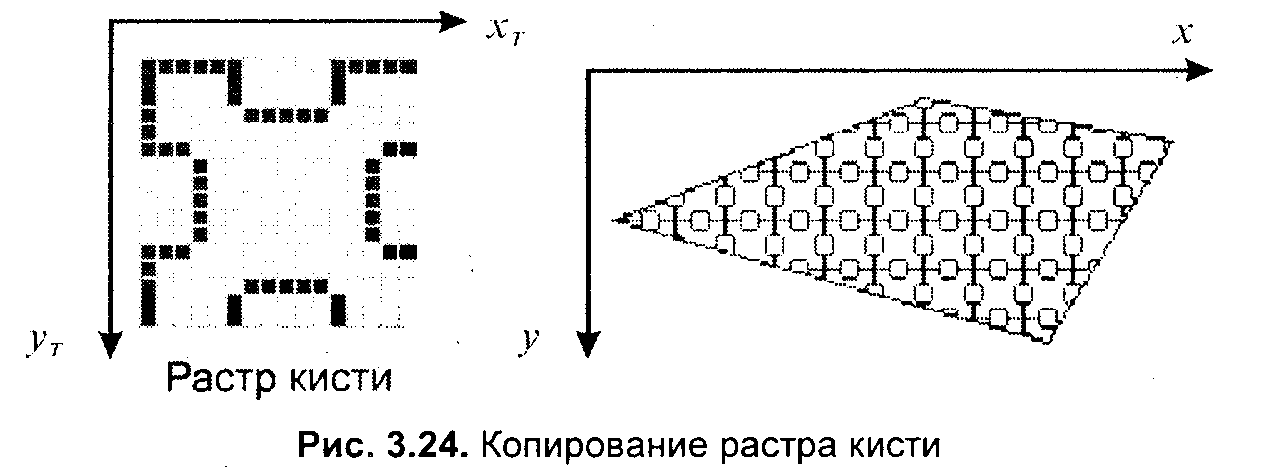 x_T
x
y_T
y
Растр кисти
Рис. 3.24. Копирование растра кисти